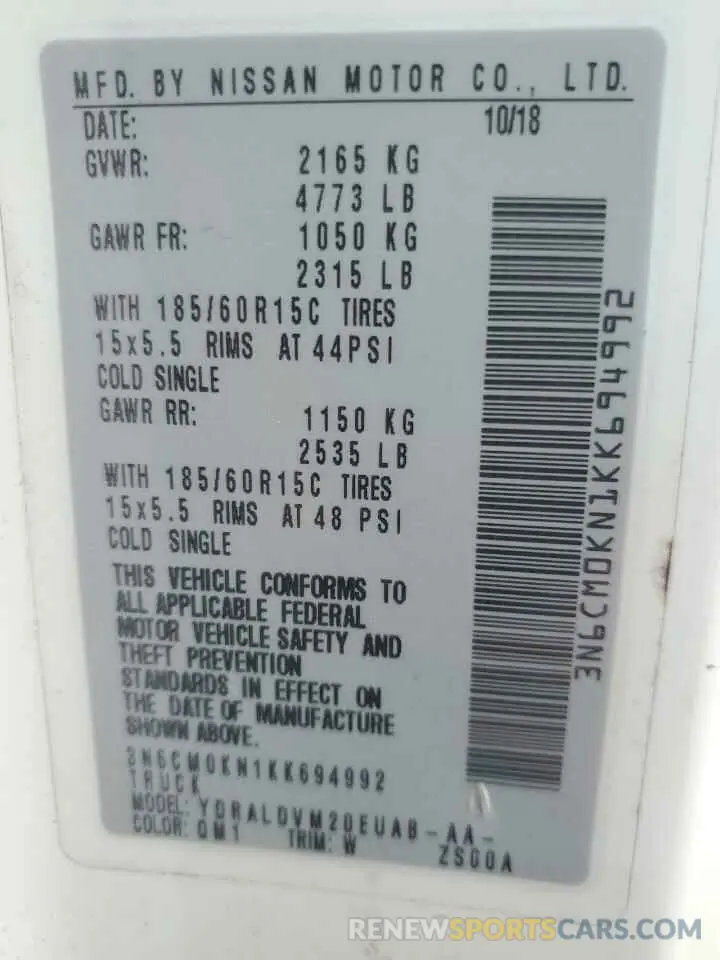 MFD. BY NISSAN MOTOR CO., LTD.
DATE: 10/18
GVWR: 2165 KG
4773 LB
GAWR FR: 1050 KG
2315 LB
WITH 185/60R15C TIRES
15x5.5 RIMS AT 44PSI
COLD SINGLE
GAWR RR: 1150 KG
2535 LB
WITH 185/60R15C TIRES
15x5.5 RIMS AT 48 PSI
COLD SINGLE
THIS VEHICLE CONFORMS TO
ALL APPLICABLE FEDERAL
MOTOR VEHICLE SAFETY AND
THEFT PREVENTION
STANDARDS IN EFFECT ON
THE DATE OF MANUFACTURE
SHOWN ABOVE.
3N6CM0KN1KK694992
TRUCK
MODEL: YDRALDVM20EUAB-AA-
COLOR: QM1 TRIM: W ZS00A
3N6CM0KN1KK694992
RENEWSPORTSCARS.COM